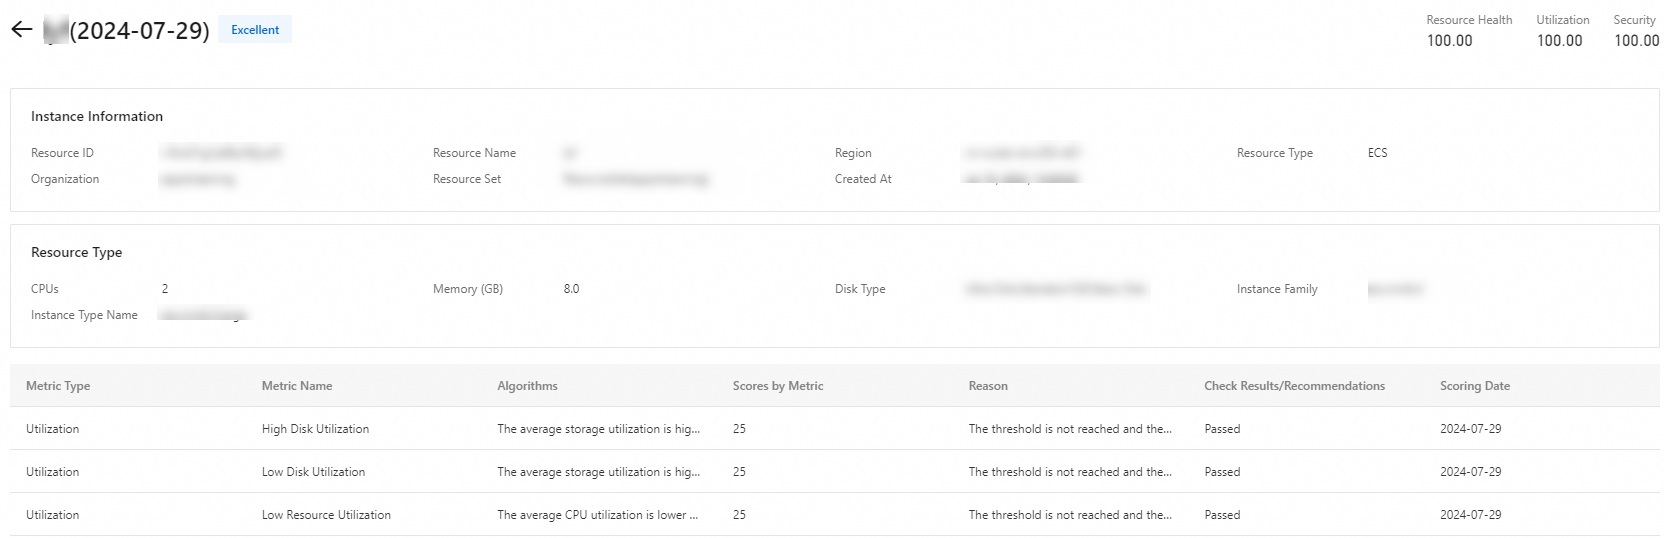 (2024-07-29) Excellent
Resource Health Utilization Security
100.00 100.00 100.00
Instance Information
Resource ID Resource Name Region Resource Type ECS
Organization Resource Set Created At
Resource Type
CPUs 2 Memory (GB) 8.0 Disk Type Instance Family
Instance Type Name
Metric Type Metric Name Algorithms Scores by Metric Reason Check Results/Recommendations Scoring Date
Utilization High Disk Utilization The average storage utilization is hig... 25 The threshold is not reached and the... Passed 2024-07-29
Utilization Low Disk Utilization The average storage utilization is hig... 25 The threshold is not reached and the... Passed 2024-07-29
Utilization Low Resource Utilization The average CPU utilization is lower ... 25 The threshold is not reached and the... Passed 2024-07-29